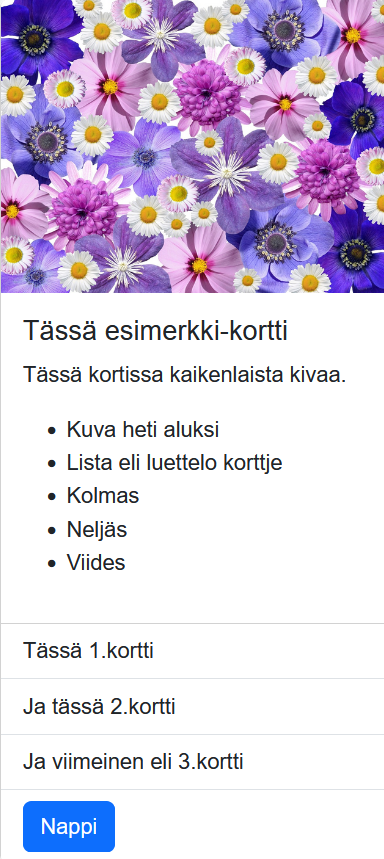 Tässä esimerkki-kortti
Tässä kortissa kaikenlaista kivaa.
• Kuva heti aluksi
• Lista eli luettelo korttje
• Kolmas
• Neljäs
• Viides
Tässä 1.kortti
Ja tässä 2.kortti
Ja viimeinen eli 3.kortti
Nappi